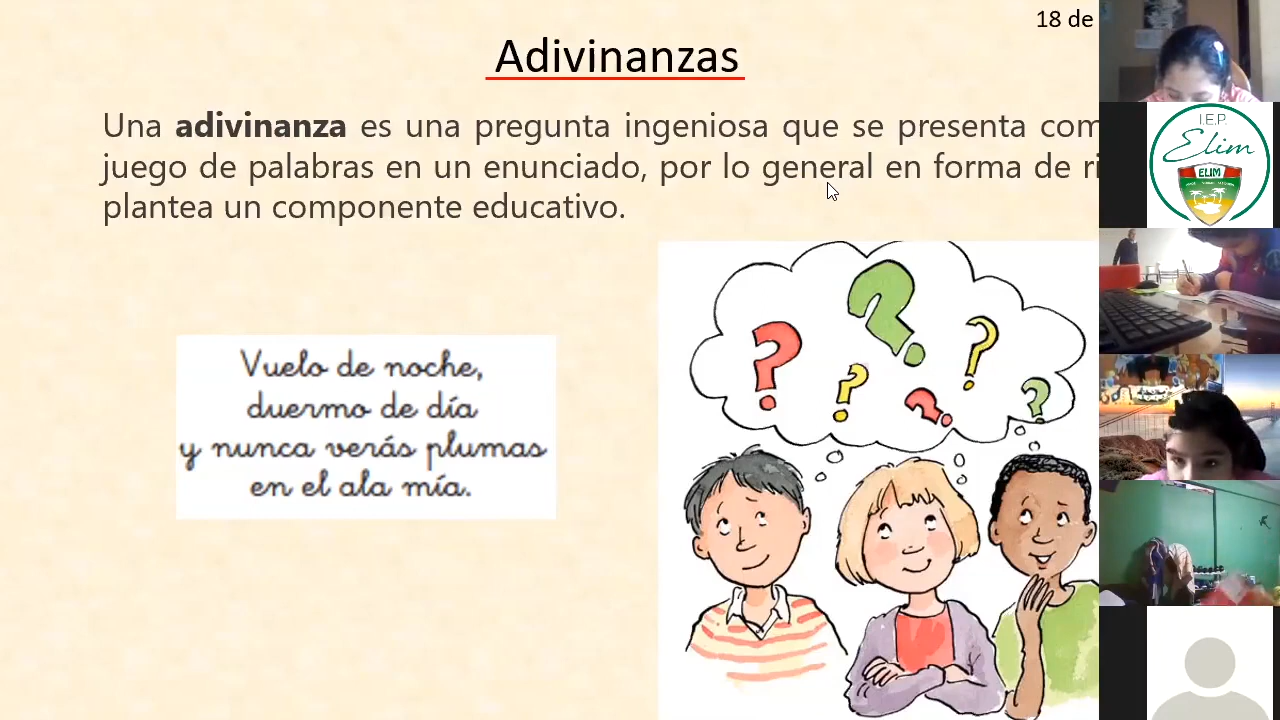 18 de
Adivinanzas
Una adivinanza es una pregunta ingeniosa que se presenta com
juego de palabras en un enunciado, por lo general en forma de ri
plantea un componente educativo.
Vuelo de noche,
duermo de día
y nunca verás plumas
en el ala mía.
I.E.P.
Elim
ELIM